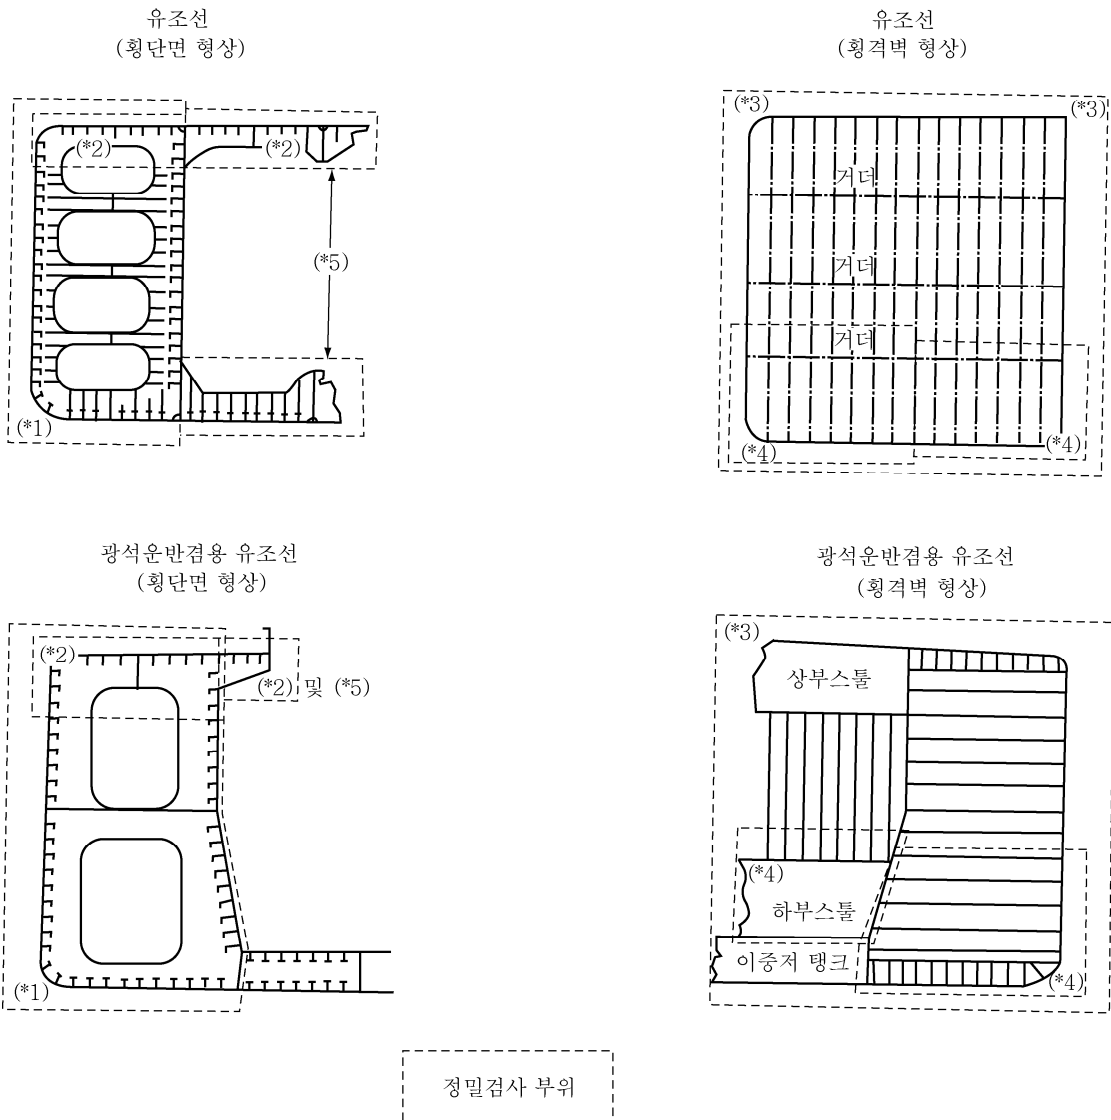 유조선
(횡단면 형상)
유조선
(횡격벽 형상)
(*2)
(*2)
(*5)
(*1)
(*3)
(*3)
거더
거더
거더
(*4)
(*4)
광석운반겸용 유조선
(횡단면 형상)
광석운반겸용 유조선
(횡격벽 형상)
(*2)
(*2) 및 (*5)
(*1)
(*3)
상부스툴
(*4)
하부스툴
이중저 탱크
(*4)
정밀검사 부위